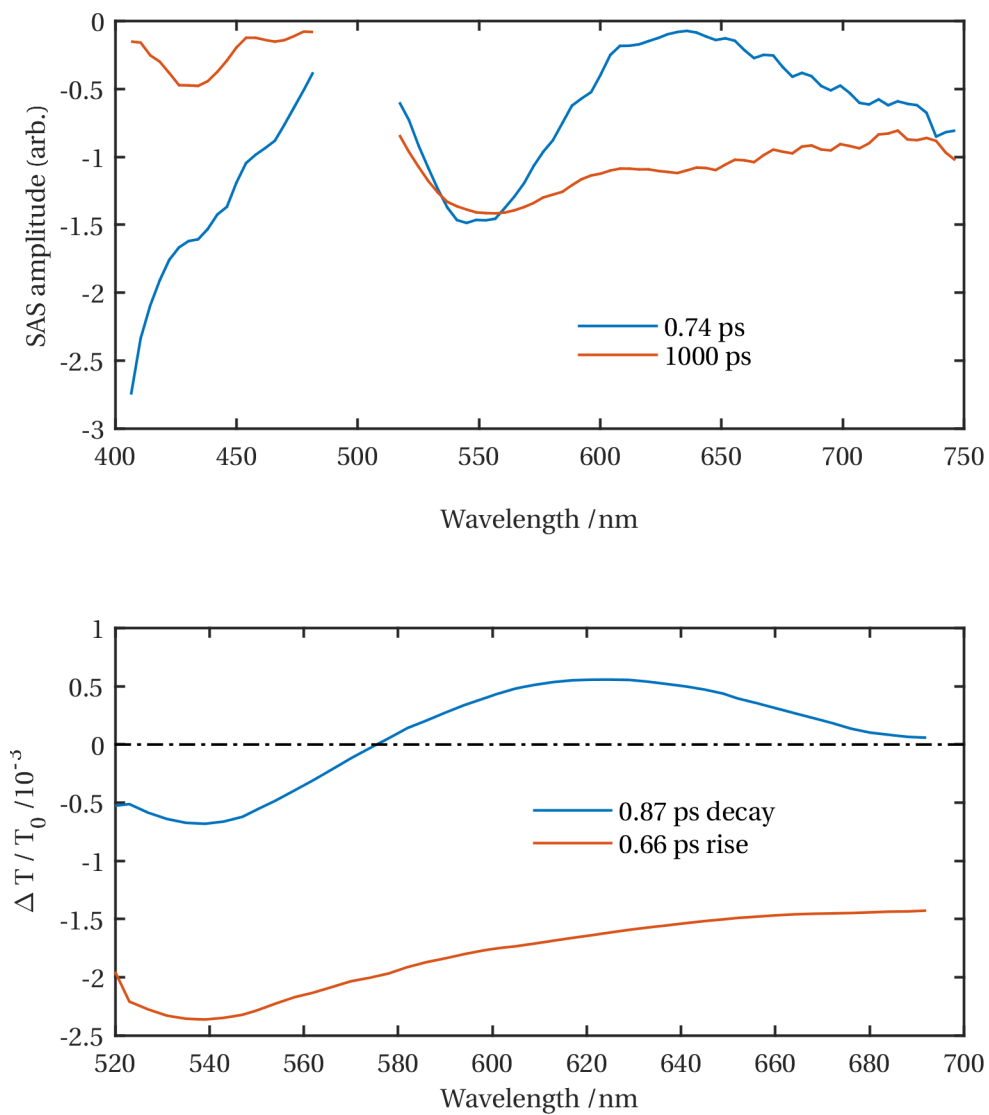 SAS amplitude (arb.)
0
-0.5
-1
-1.5
-2
-2.5
-3
0.74 ps
1000 ps
400 450 500 550 600 650 700 750
Wavelength /nm
Δ T / T0 /10-3
1
0.5
0
-0.5
-1
-1.5
-2
-2.5
0.87 ps decay
0.66 ps rise
520 540 560 580 600 620 640 660 680 700
Wavelength /nm